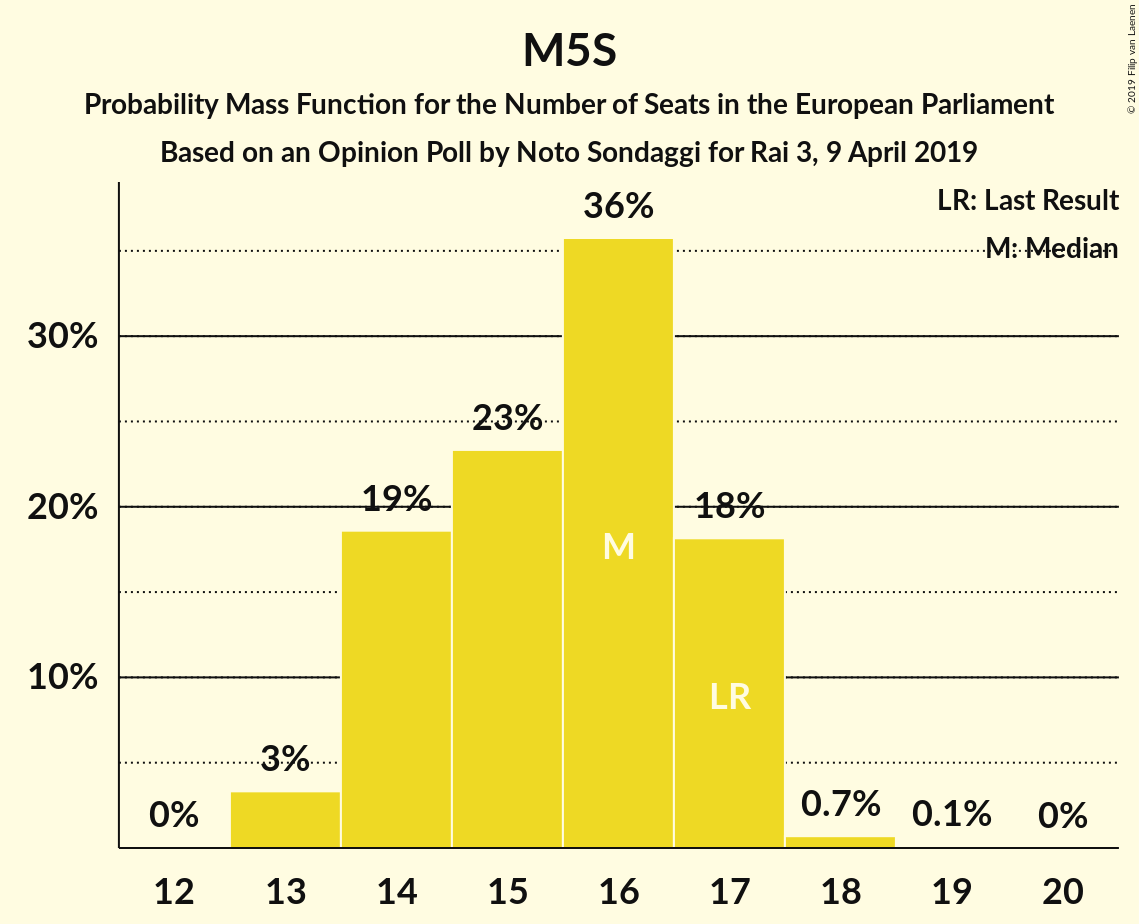 M5S
Probability Mass Function for the Number of Seats in the European Parliament
Based on an Opinion Poll by Noto Sondaggi for Rai 3, 9 April 2019
© 2019 Filip van Laenen
LR: Last Result
M: Median
36%
30%
23%
20%
19%
18%
M
10%
LR
3%
0%
0.7%
0.1%
0%
12 13 14 15 16 17 18 19 20